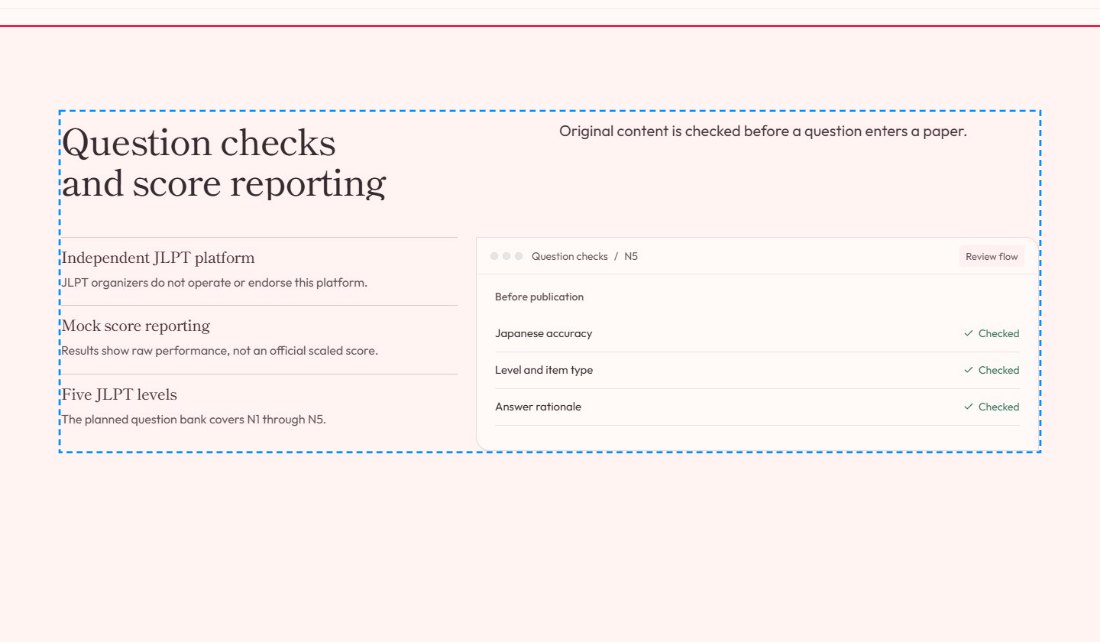 Question checks
and score reporting
Original content is checked before a question enters a paper.
Independent JLPT platform
JLPT organizers do not operate or endorse this platform.
Mock score reporting
Results show raw performance, not an official scaled score.
Five JLPT levels
The planned question bank covers N1 through N5.
Question checks / N5
Review flow
Before publication
Japanese accuracy
✓ Checked
Level and item type
✓ Checked
Answer rationale
✓ Checked